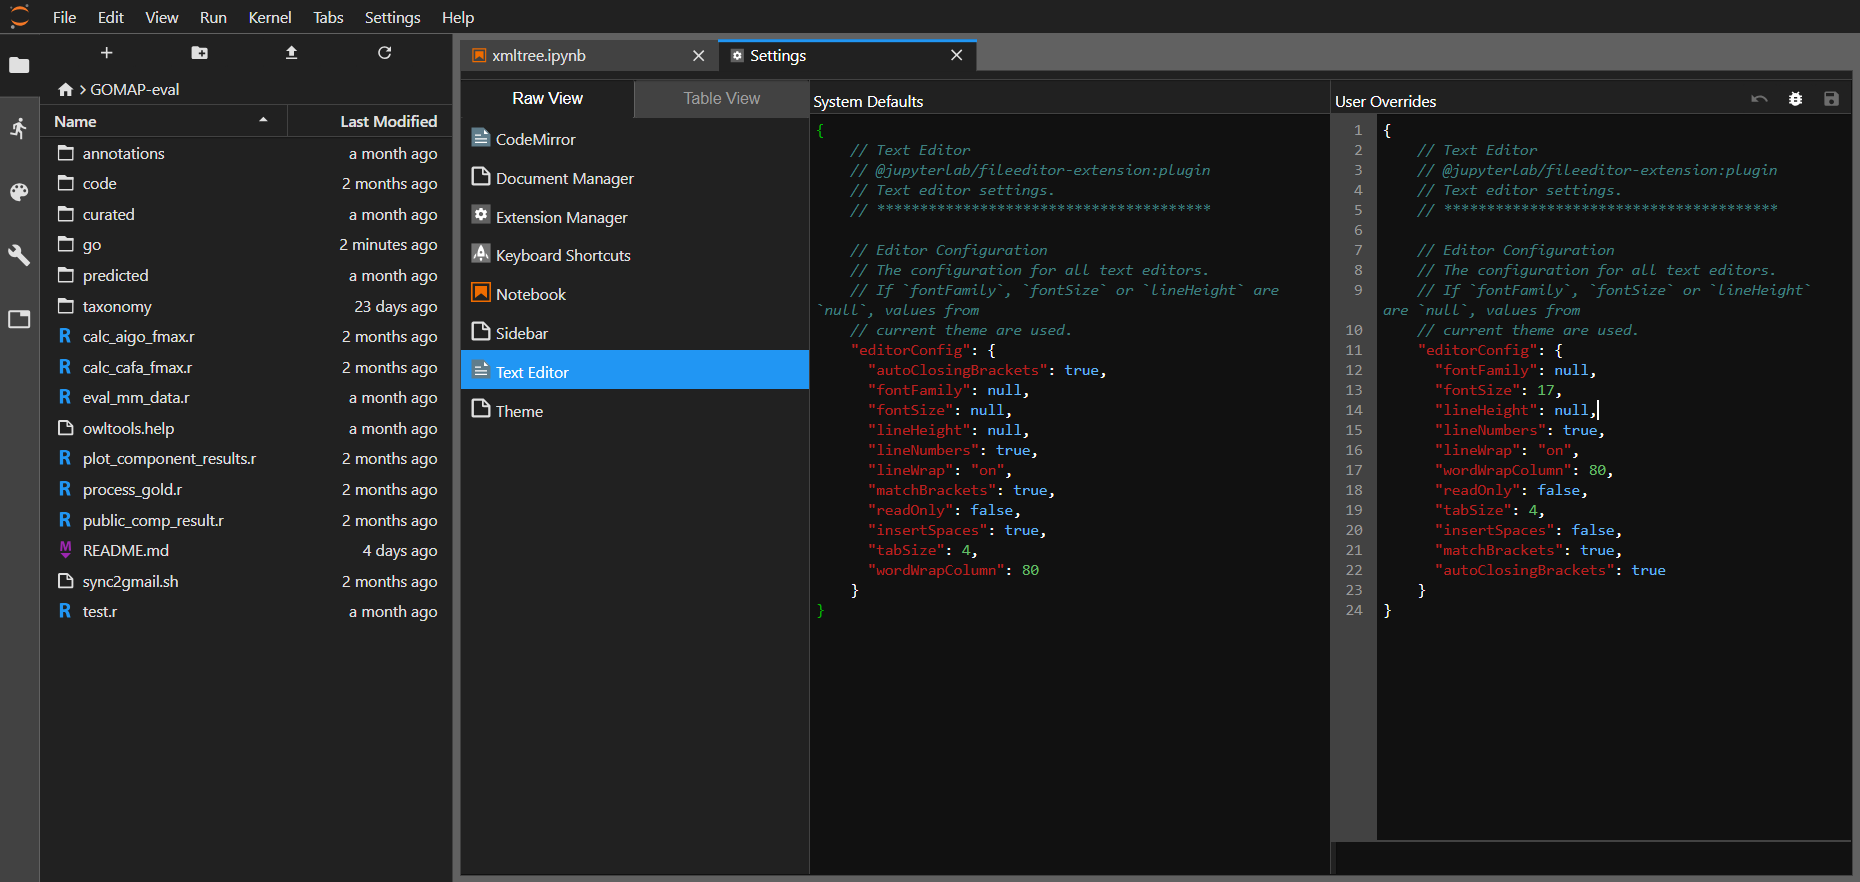 File Edit View Run Kernel Tabs Settings Help
GOMAP-eval
Name Last Modified
annotations a month ago
code 2 months ago
curated a month ago
go 2 minutes ago
predicted a month ago
taxonomy 23 days ago
R calc_aigo_fmax.r 2 months ago
R calc_cafa_fmax.r 2 months ago
R eval_mm_data.r a month ago
owltools.help a month ago
R plot_component_results.r 2 months ago
R process_gold.r 2 months ago
R public_comp_result.r 2 months ago
M README.md 4 days ago
sync2gmail.sh 2 months ago
R test.r a month ago
xmltree.ipynb Settings
Raw View Table View
CodeMirror
Document Manager
Extension Manager
Keyboard Shortcuts
Notebook
Sidebar
Text Editor
Theme
System Defaults
{
// Text Editor
// @jupyterlab/fileeditor-extension:plugin
// Text editor settings.
// ***************************************
// Editor Configuration
// The configuration for all text editors.
// If `fontFamily`, `fontSize` or `lineHeight` are
`null`, values from
// current theme are used.
"editorConfig": {
"autoClosingBrackets": true,
"fontFamily": null,
"fontSize": null,
"lineHeight": null,
"lineNumbers": true,
"lineWrap": "on",
"matchBrackets": true,
"readOnly": false,
"insertSpaces": true,
"tabSize": 4,
"wordWrapColumn": 80
}
}
User Overrides
1 {
2 // Text Editor
3 // @jupyterlab/fileeditor-extension:plugin
4 // Text editor settings.
5 // ***************************************
6
7 // Editor Configuration
8 // The configuration for all text editors.
9 // If `fontFamily`, `fontSize` or `lineHeight`
are `null`, values from
10 // current theme are used.
11 "editorConfig": {
12 "fontFamily": null,
13 "fontSize": 17,
14 "lineHeight": null,
15 "lineNumbers": true,
16 "lineWrap": "on",
17 "wordWrapColumn": 80,
18 "readOnly": false,
19 "tabSize": 4,
20 "insertSpaces": false,
21 "matchBrackets": true,
22 "autoClosingBrackets": true
23 }
24 }